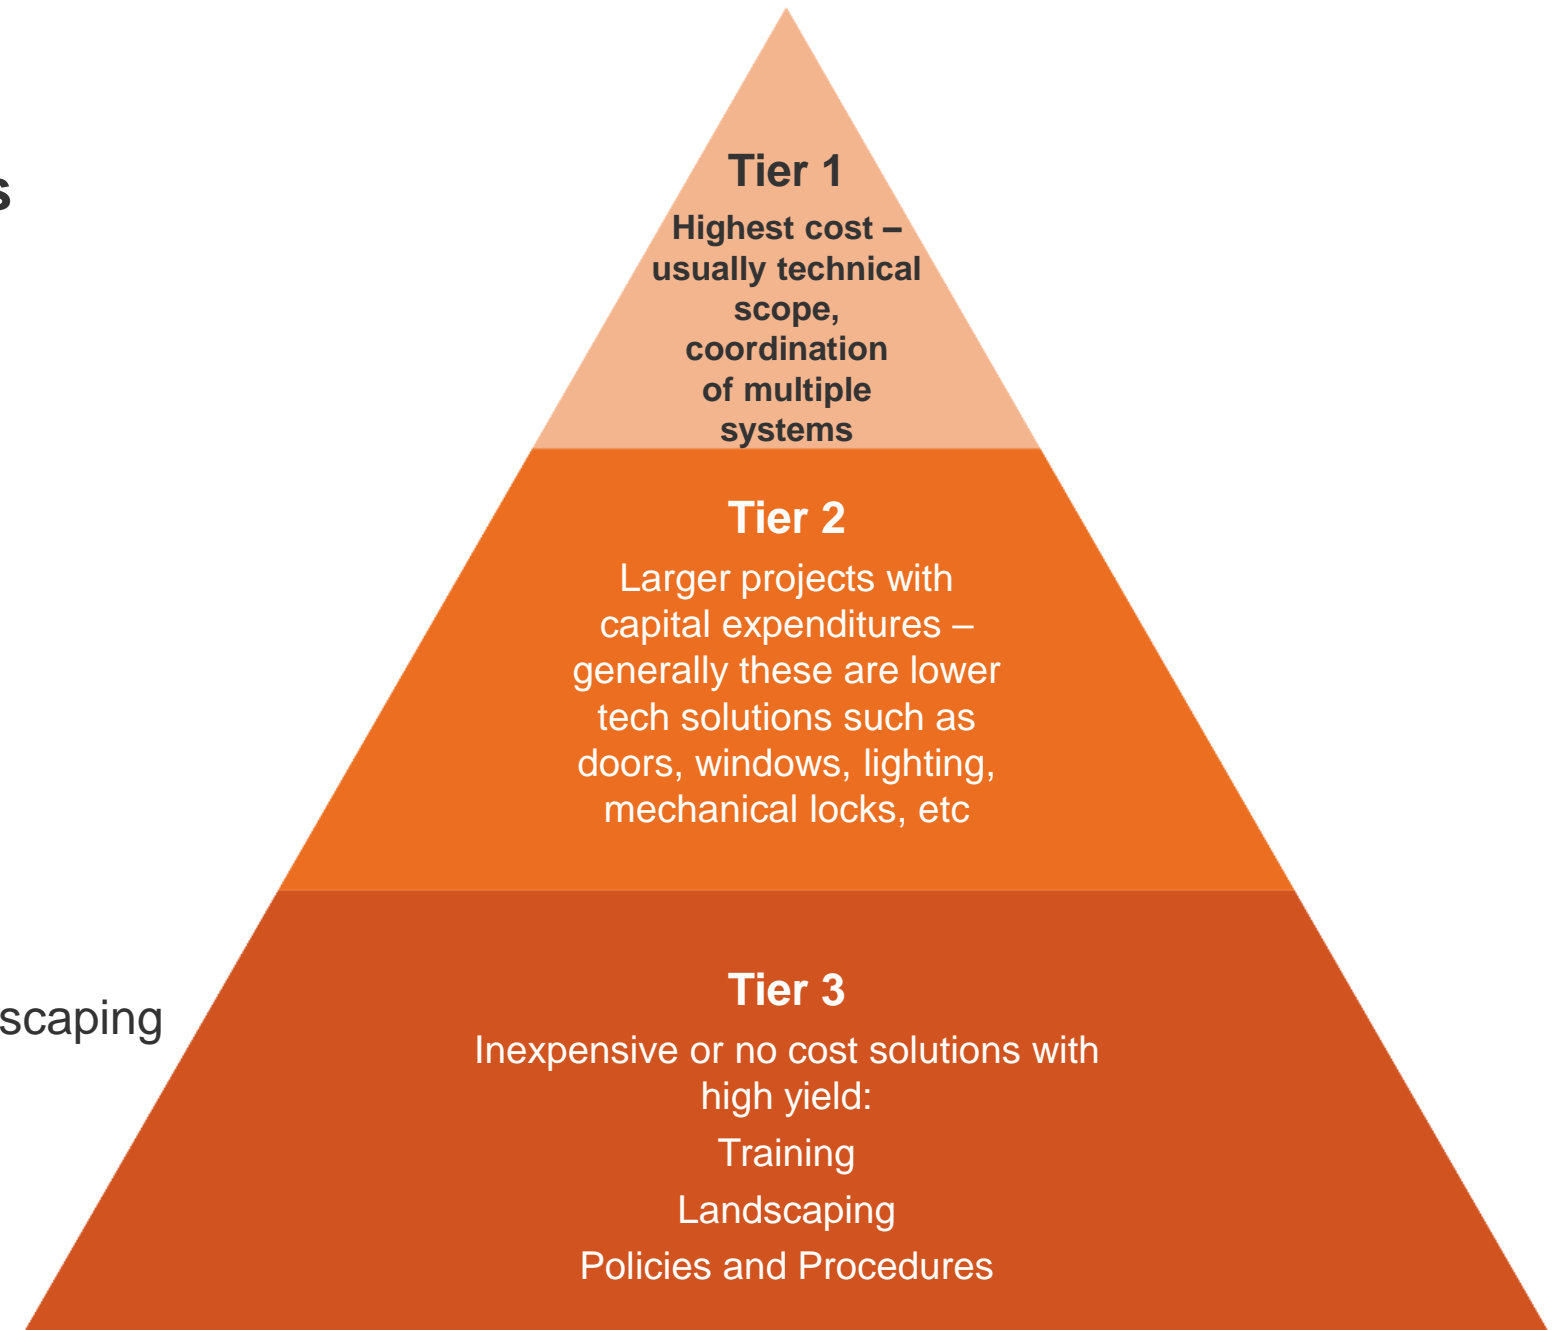 Tier 1
s
Highest cost –
usually technical
scope,
coordination
of multiple
systems
Tier 2
Larger projects with
capital expenditures –
generally these are lower
tech solutions such as
doors, windows, lighting,
mechanical locks, etc
Tier 3
scaping
Inexpensive or no cost solutions with
high yield:
Training
Landscaping
Policies and Procedures